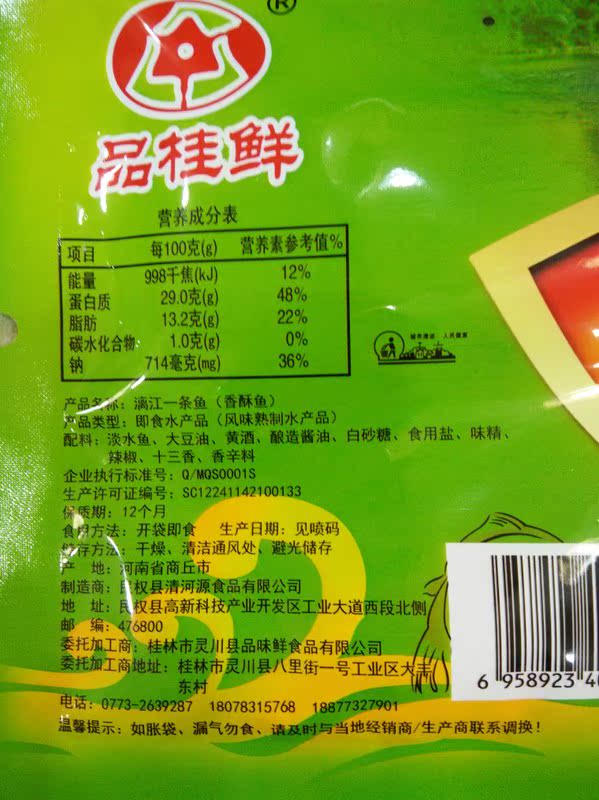 ®
品桂鲜
营养成分表
项目 每100克(g) 营养素参考值%
能量 998千焦(kJ) 12%
蛋白质 29.0克(g) 48%
脂肪 13.2克(g) 22%
碳水化合物 1.0克(g) 0%
钠 714毫克(mg) 36%
城市清洁 人民健康
产品名称: 漓江一条鱼 (香酥鱼)
产品类型: 即食水产品 (风味熟制水产品)
配料: 淡水鱼、大豆油、黄酒、酿造酱油、白砂糖、食用盐、味精、
辣椒、十三香、香辛料
企业执行标准号: Q/MQS0001S
生产许可证编号: SC12241142100133
保质期: 12个月
食用方法: 开袋即食 生产日期: 见喷码
储存方法: 干燥、清洁通风处、避光储存
产 地: 河南省商丘市
制造商: 民权县清河源食品有限公司
地 址: 民权县高新科技产业开发区工业大道西段北侧
邮 编: 476800
委托加工商: 桂林市灵川县品味鲜食品有限公司
委托加工商地址: 桂林市灵川县八里街一号工业区大丰
东村
电话: 0773-2639287 18078315768 18877327901
温馨提示: 如胀袋、漏气勿食、请及时与当地经销商/生产商联系调换!
6 958923 40